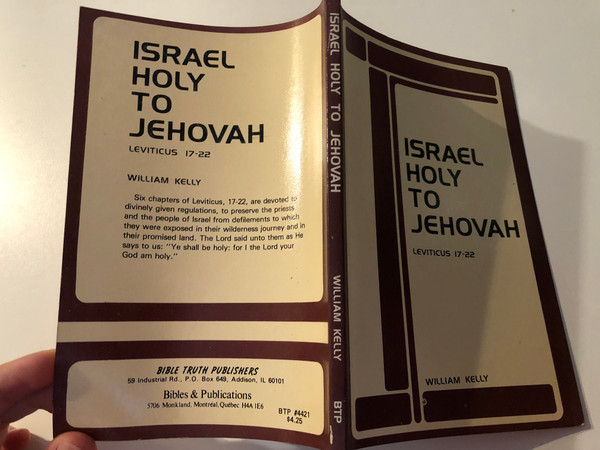 ISRAEL
HOLY
TO
JEHOVAH
LEVITICUS 17-22
WILLIAM KELLY
Six chapters of Leviticus, 17-22, are devoted to
divinely given regulations, to preserve the priests
and the people of Israel from defilements to which
they were exposed in their wilderness journey and in
their promised land. The Lord said unto them as He
says to us: "Ye shall be holy: for I the Lord your
God am holy."
BIBLE TRUTH PUBLISHERS
59 Industrial Rd., P.O. Box 649, Addison, IL 60101
Bibles & Publications
5706 Monkland, Montréal, Québec H4A 1E6
BTP #4421
$4.25
ISRAEL HOLY TO JEHOVAH
WILLIAM KELLY
BTP
ISRAEL
HOLY
TO
JEHOVAH
LEVITICUS 17-22
WILLIAM KELLY